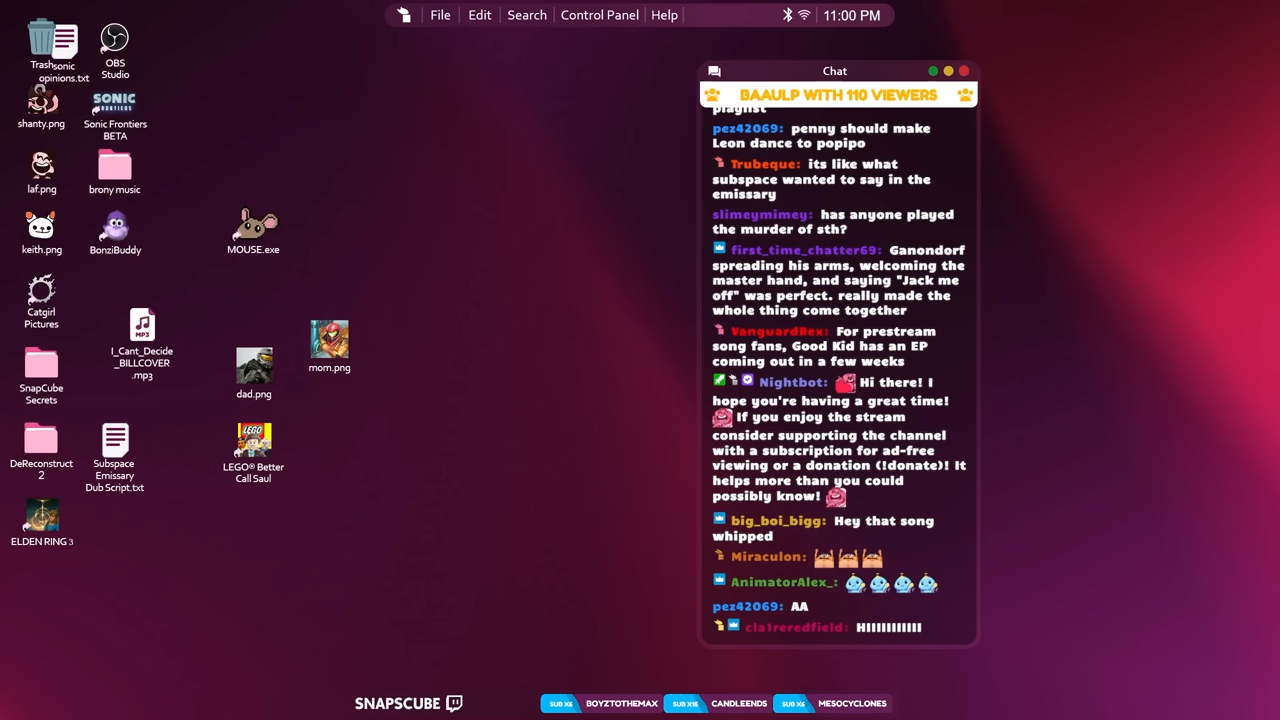 File Edit Search Control Panel Help 11:00 PM
Trash
sonic opinions.txt
OBS Studio
shanty.png
SONIC FRONTIERS
Sonic Frontiers BETA
laf.png
brony music
keith.png
BonziBuddy
MOUSE.exe
Catgirl Pictures
MP3
I_Cant_Decide
_BILLCOVER
.mp3
mom.png
dad.png
SnapCube
Secrets
DeReconstruct
2
Subspace
Emissary
Dub Script.txt
LEGO
LEGO® Better
Call Saul
ELDEN RING 3
Chat
BAAULP WITH 110 VIEWERS
playlist
pez42069: penny should make
Leon dance to popipo
Trubeque: its like what
subspace wanted to say in the
emissary
slimeymimey: has anyone played
the murder of sth?
first_time_chatter69: Ganondorf
spreading his arms, welcoming the
master hand, and saying "Jack me
off" was perfect. really made the
whole thing come together
VanguardRex: For prestream
song fans, Good Kid has an EP
coming out in a few weeks
Nightbot: Hi there! I
hope you're having a great time!
If you enjoy the stream
consider supporting the channel
with a subscription for ad-free
viewing or a donation (!donate)! It
helps more than you could
possibly know!
big_boi_bigg: Hey that song
whipped
Miraculon:
AnimatorAlex_:
pez42069: AA
cla1reredfield: HIIIIIIIIIII
SNAPSCUBE
SUB X6 BOYZTOTHEMAX SUB X15 CANDLEENDS SUB X6 MESOCYCLONES